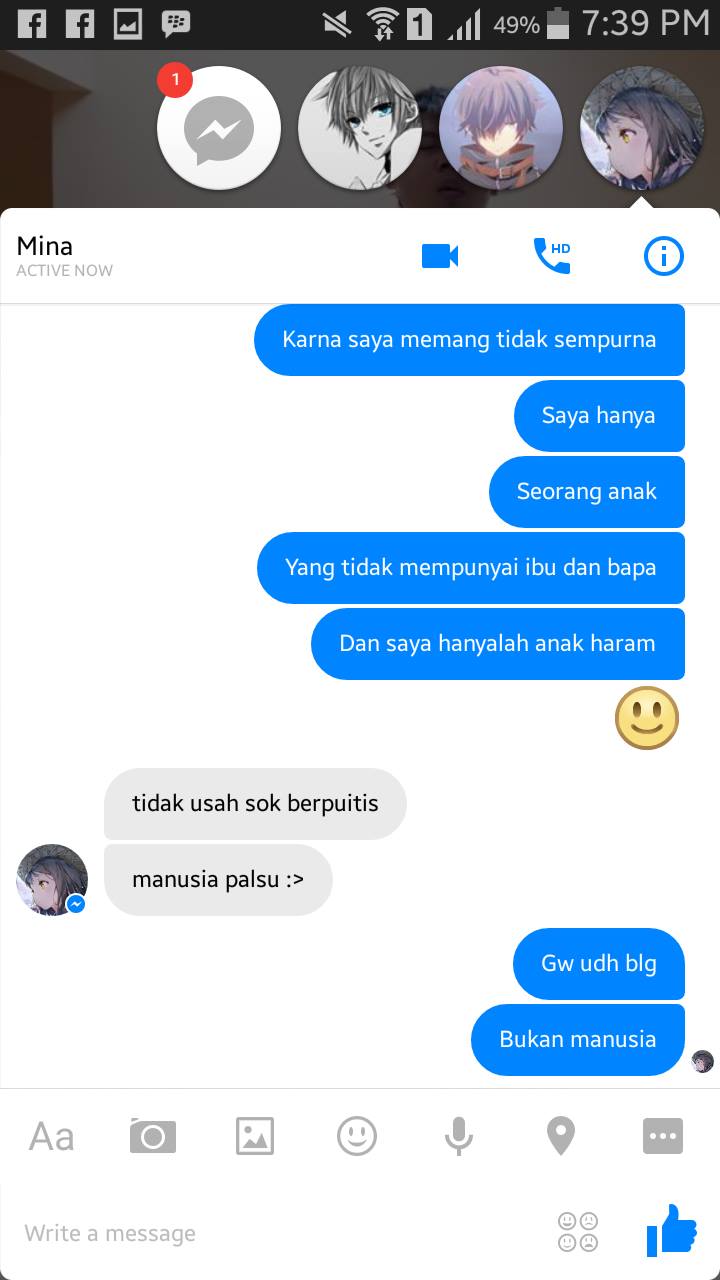 1 49% 7:39 PM
1
Mina
ACTIVE NOW
HD
Karna saya memang tidak sempurna
Saya hanya
Seorang anak
Yang tidak mempunyai ibu dan bapa
Dan saya hanyalah anak haram
tidak usah sok berpuitis
manusia palsu :>
Gw udh blg
Bukan manusia
Aa
Write a message